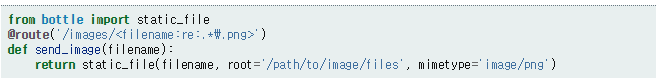 from bottle import static_file
@route('/images/<filename:re:.*#.png>')
def send_image(filename):
    return static_file(filename, root='/path/to/image/files', mimetype='image/png')